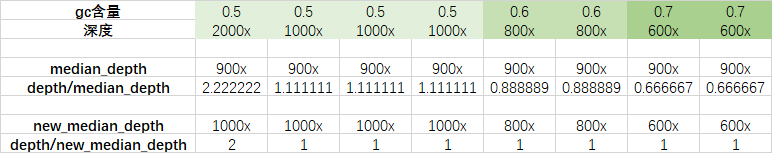 gc含量 0.5 0.5 0.5 0.5 0.6 0.6 0.7 0.7
深度 2000x 1000x 1000x 1000x 800x 800x 600x 600x
median_depth 900x 900x 900x 900x 900x 900x 900x 900x
depth/median_depth 2.222222 1.111111 1.111111 1.111111 0.888889 0.888889 0.666667 0.666667
new_median_depth 1000x 1000x 1000x 1000x 800x 800x 600x 600x
depth/new_median_depth 2 1 1 1 1 1 1 1